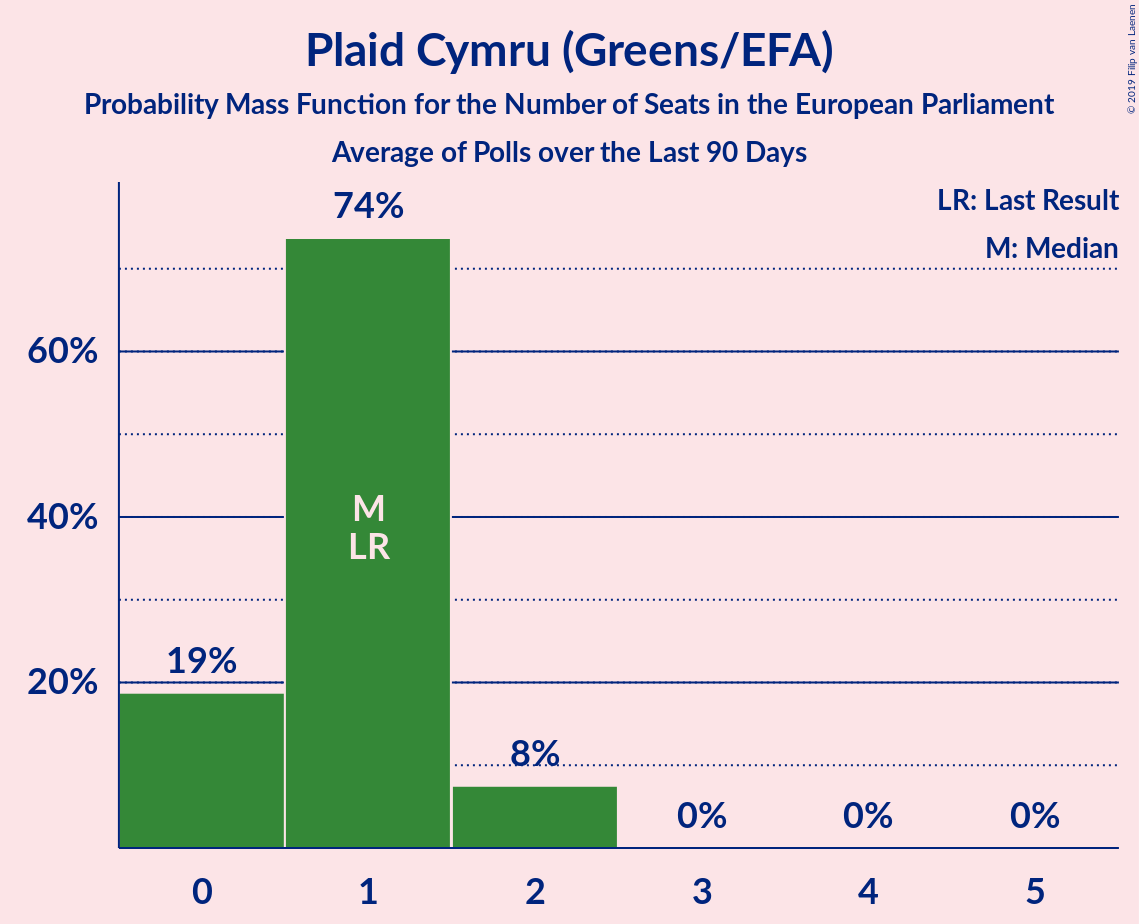 Plaid Cymru (Greens/EFA)
Probability Mass Function for the Number of Seats in the European Parliament
Average of Polls over the Last 90 Days
© 2019 Filip van Laenen
LR: Last Result
M: Median
74%
60%
40%
20%
M
LR
19%
8%
0%
0%
0%
0
1
2
3
4
5